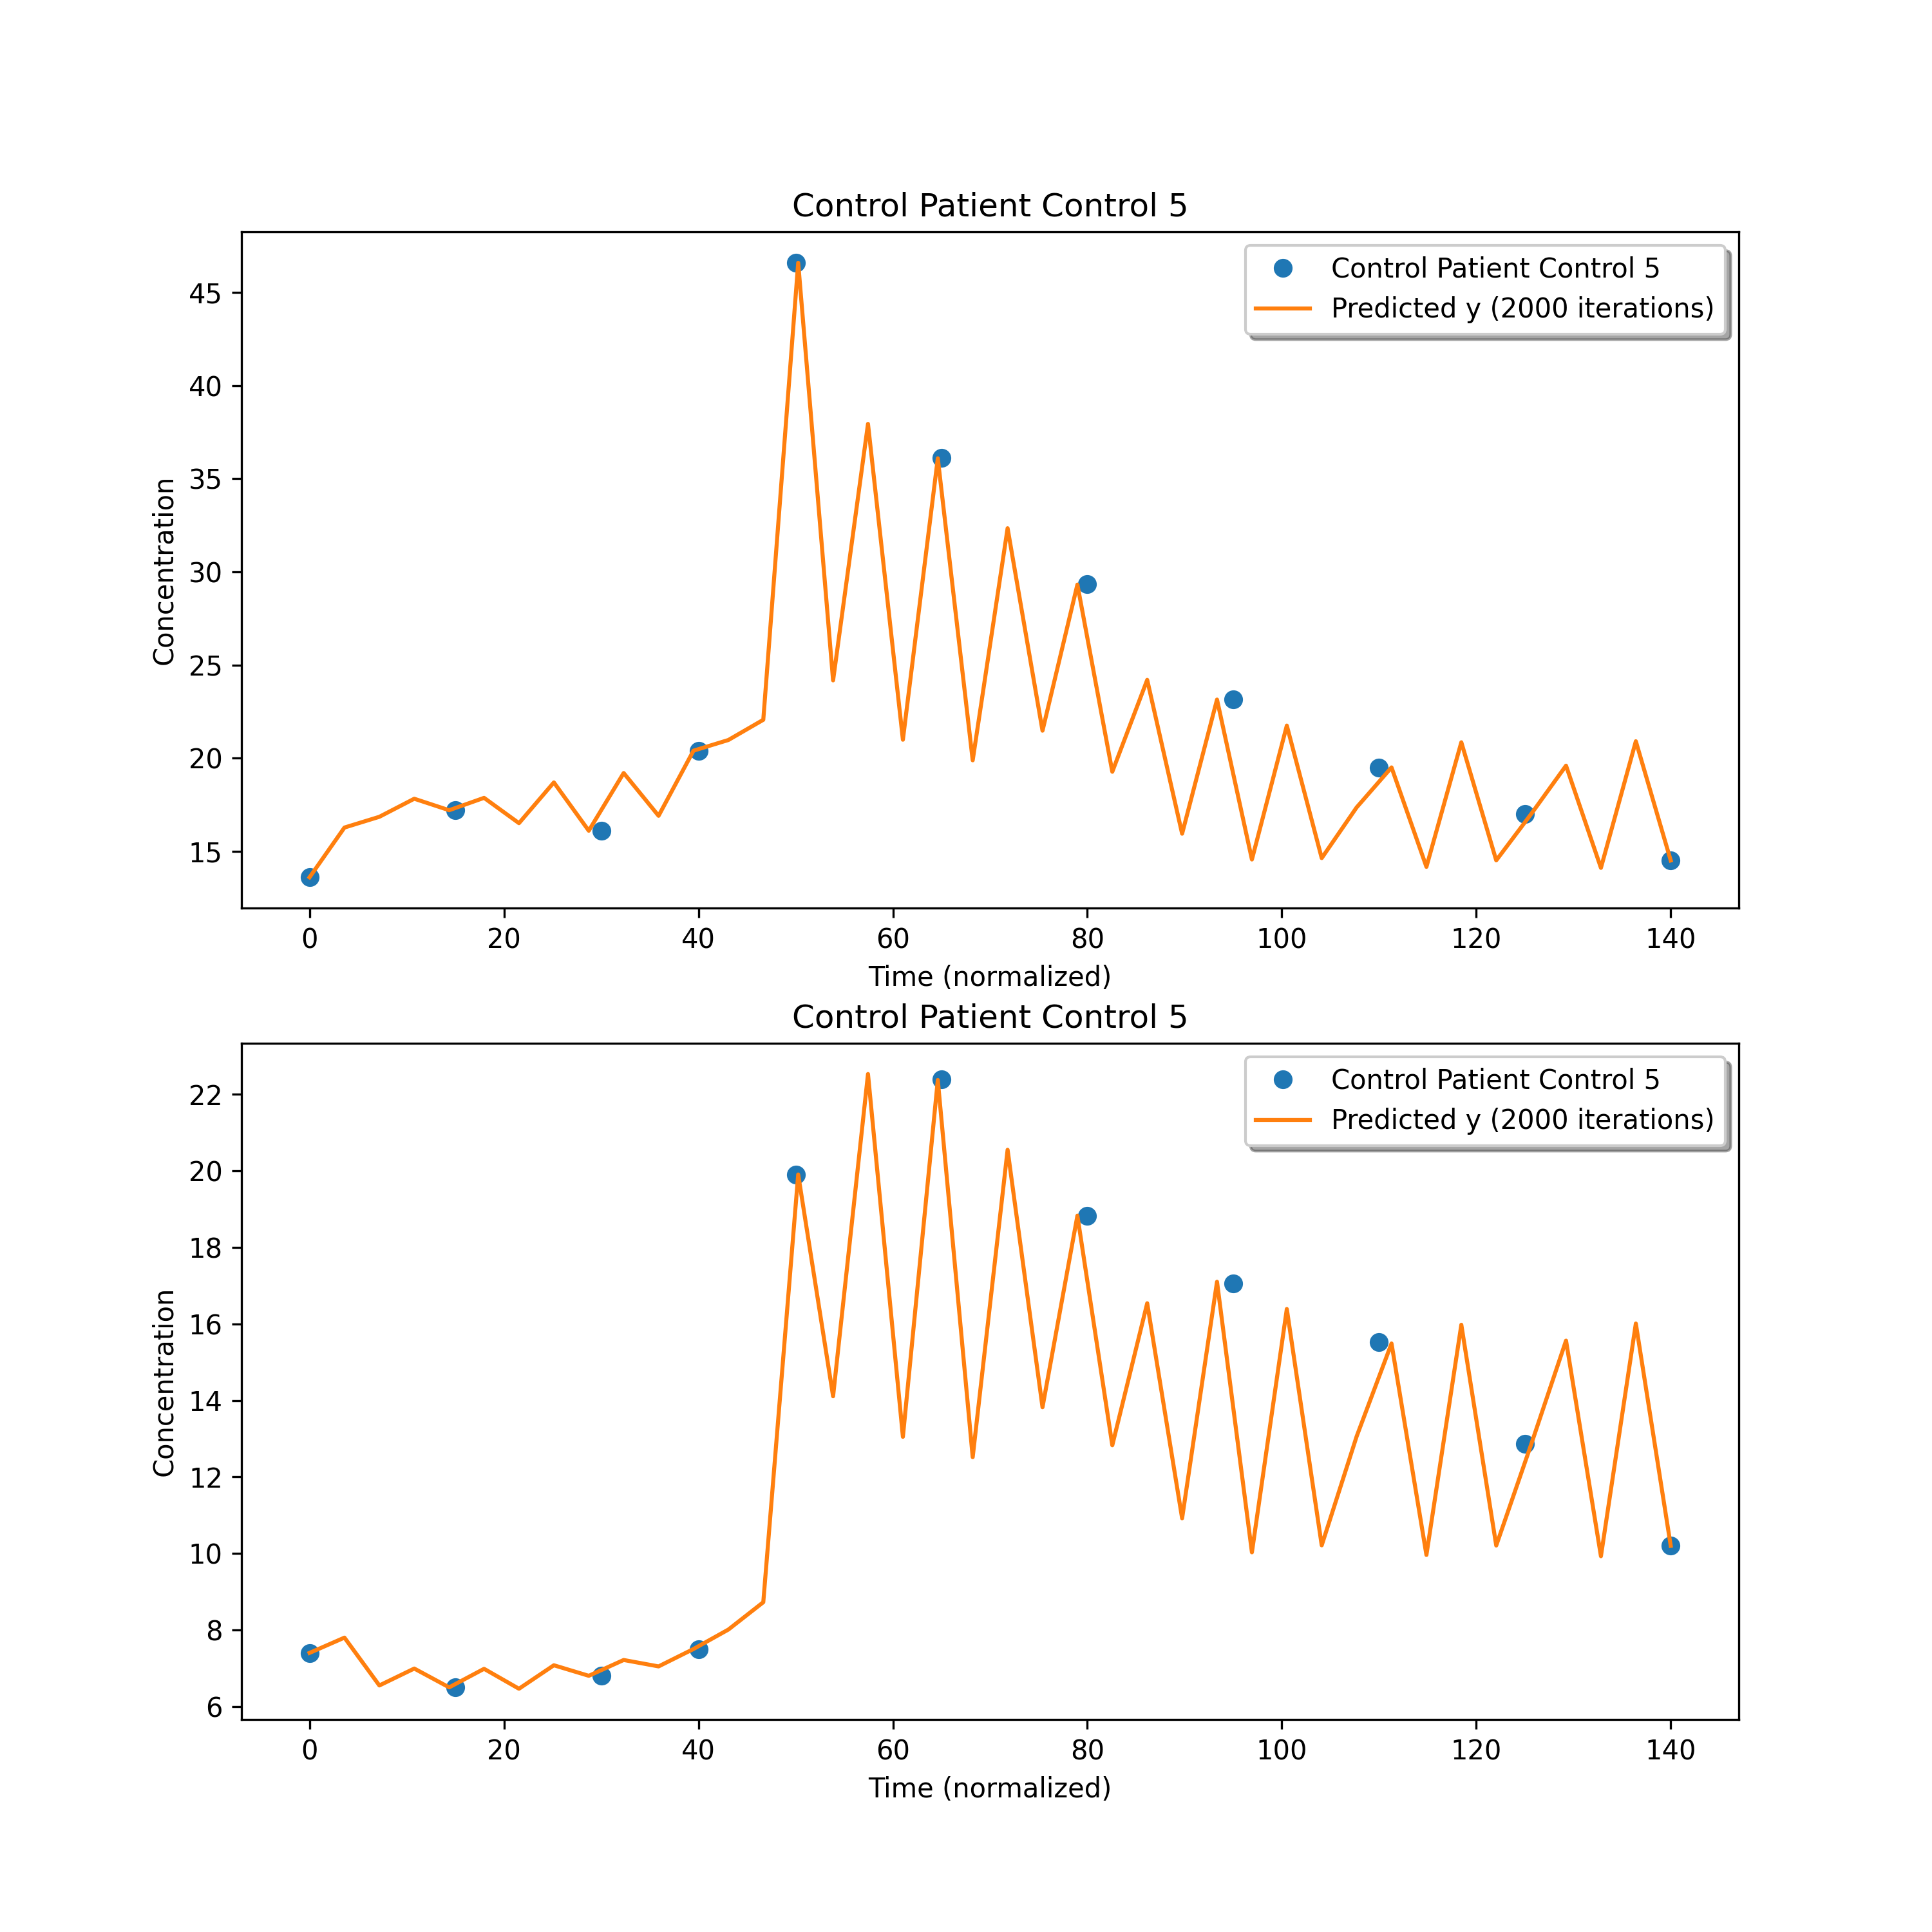 Control Patient Control 5
Control Patient Control 5
Predicted y (2000 iterations)
45
40
35
30
25
20
15
Concentration
0 20 40 60 80 100 120 140
Time (normalized)
Control Patient Control 5
Control Patient Control 5
Predicted y (2000 iterations)
22
20
18
16
14
12
10
8
6
Concentration
0 20 40 60 80 100 120 140
Time (normalized)